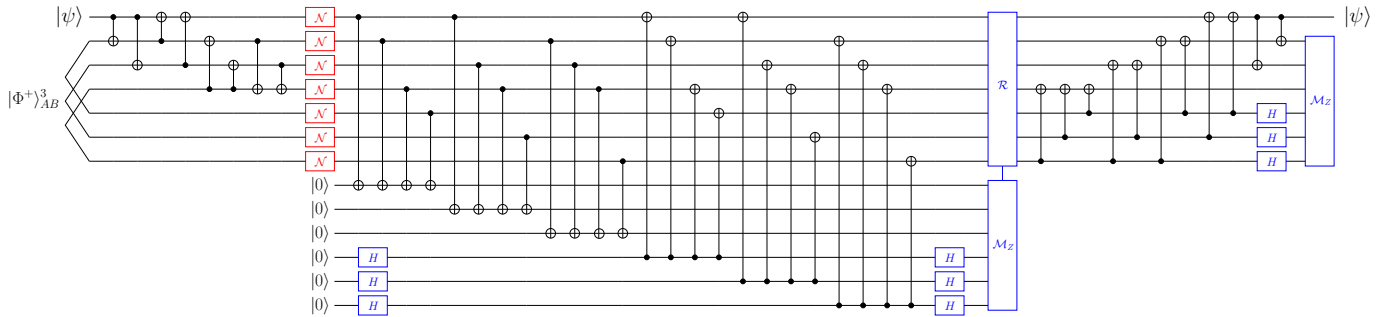 |ψ⟩ 𝒩 |ψ⟩
𝒩
𝒩
|Φ⁺⟩³_AB 𝒩 ℛ ℳ_Z
𝒩 H
𝒩 H
𝒩 H
|0⟩
|0⟩
|0⟩ ℳ_Z
|0⟩ H H
|0⟩ H H
|0⟩ H H